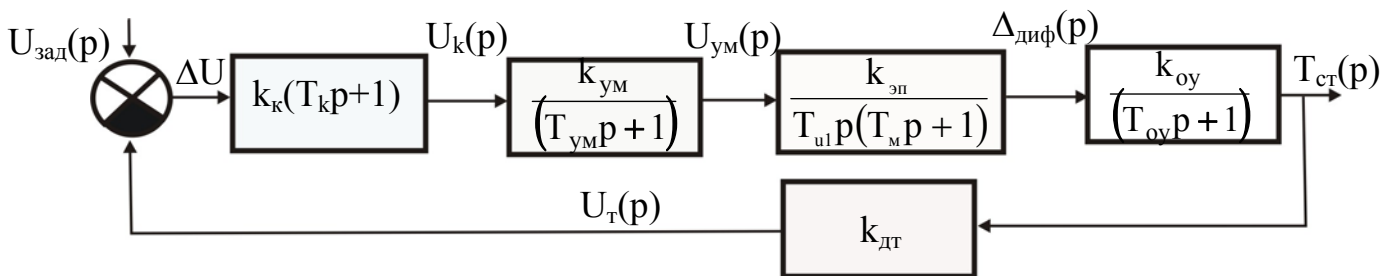 U_зад(p)
ΔU
k_к(T_kp+1)
U_k(p)
k_ум
(T_умp + 1)
U_ум(p)
k_эп
T_u1p(T_мp + 1)
Δ_диф(p)
k_оу
(T_оуp + 1)
T_ст(p)
U_т(p)
k_дт